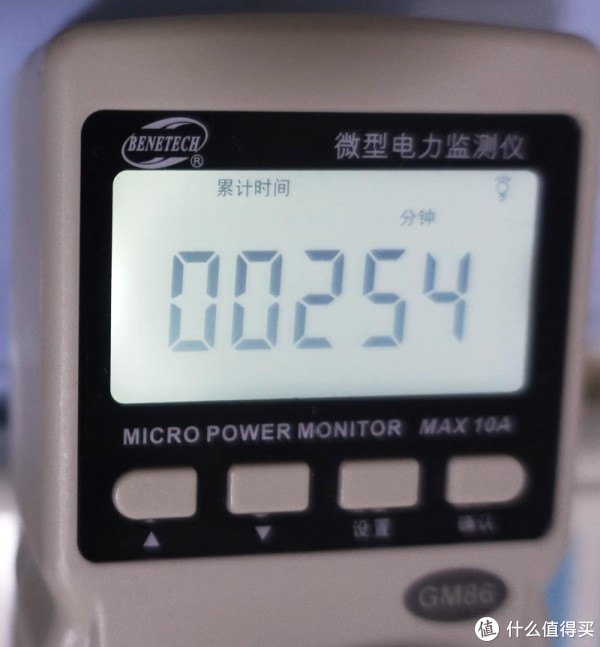 BENETECH ®
微型电力监测仪
累计时间
分钟
00254
MICRO POWER MONITOR MAX 10A
▲ ▼ 设置 确认
GM86
值 什么值得买